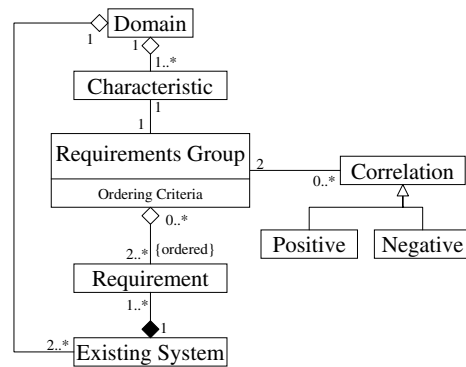 Domain
1
1
1..*
Characteristic
1
1
Requirements Group
2
0..*
Correlation
Ordering Criteria
0..*
Positive
Negative
2..*
{ordered}
Requirement
1..*
1
2..*
Existing System